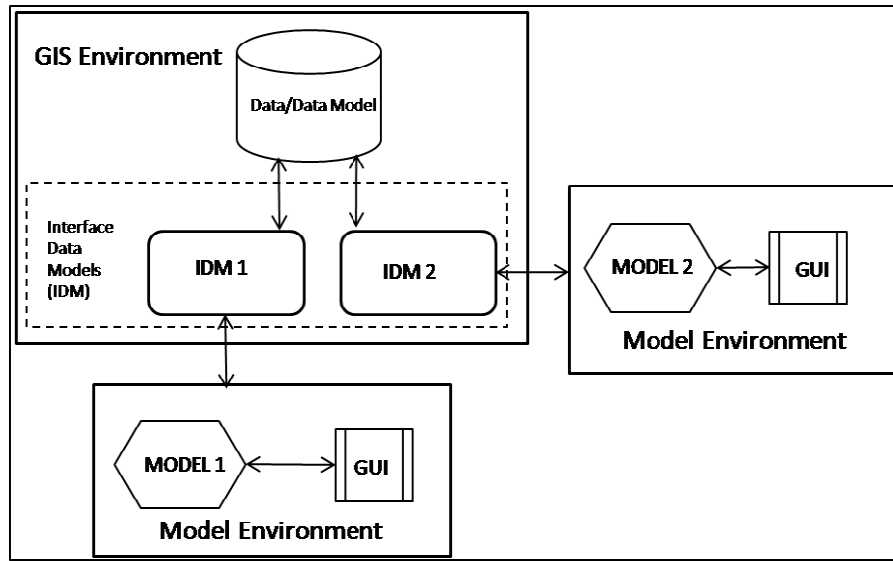 GIS Environment
Data/Data Model
Interface
Data
Models
(IDM)
IDM 1
IDM 2
MODEL 2
GUI
Model Environment
MODEL 1
GUI
Model Environment